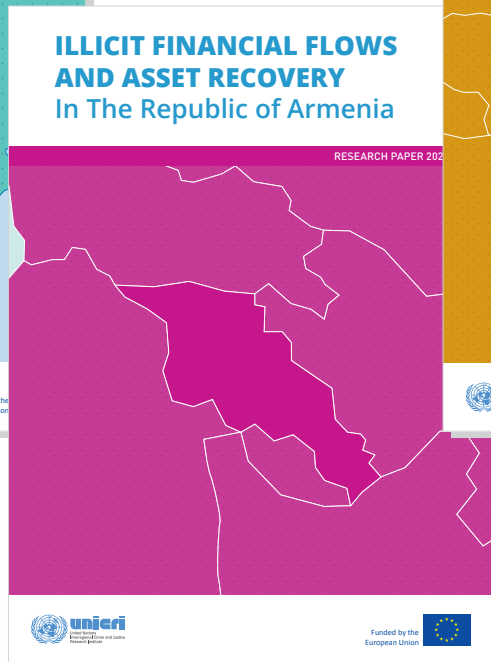 ILLICIT FINANCIAL FLOWS
AND ASSET RECOVERY
In The Republic of Armenia
RESEARCH PAPER 202
unicri
United Nations
Interregional Crime and Justice
Research Institute
Funded by the
European Union